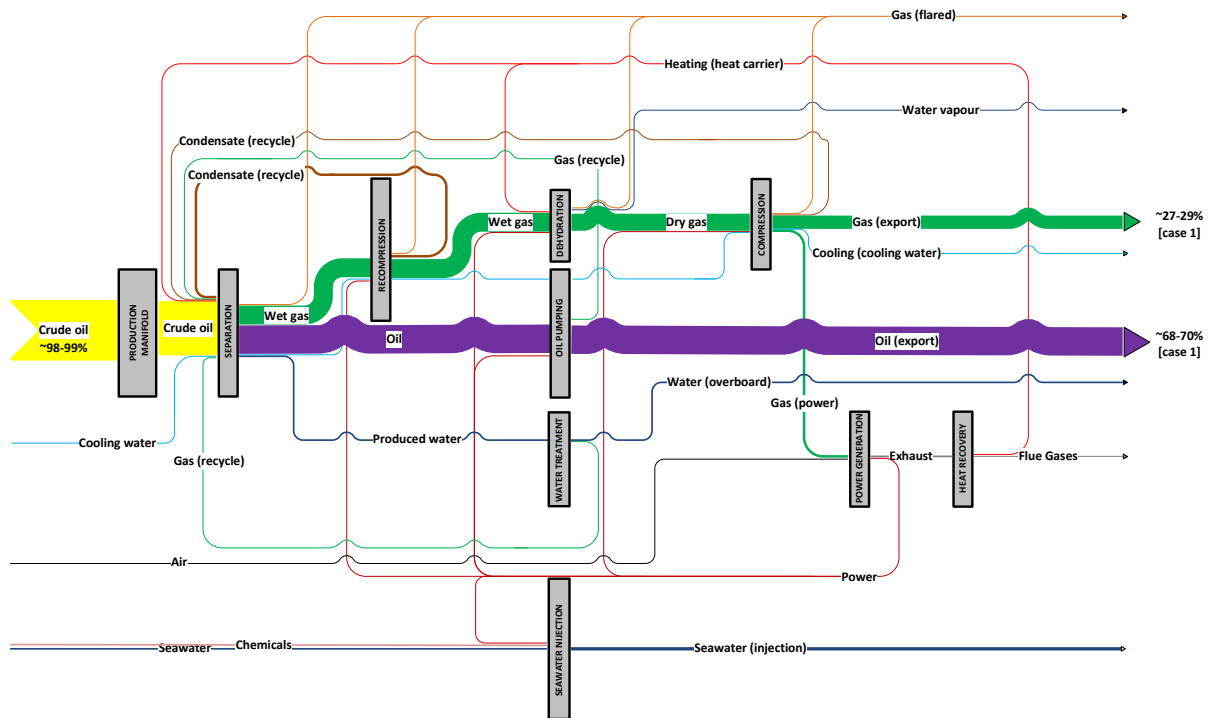 Gas (flared)
Heating (heat carrier)
Water vapour
Condensate (recycle)
Gas (recycle)
Condensate (recycle)
RECOMPRESSION
DEHYDRATION
COMPRESSION
Wet gas
Dry gas
Gas (export)
~27-29%
[case 1]
Cooling (cooling water)
PRODUCTION
MANIFOLD
SEPARATION
OIL PUMPING
Wet gas
Crude oil
~98-99%
Crude oil
Oil
Oil (export)
~68-70%
[case 1]
Water (overboard)
Gas (power)
Cooling water
Produced water
WATER TREATMENT
POWER GENERATION
HEAT RECOVERY
Gas (recycle)
Exhaust
Flue Gases
Air
Power
SEAWATER NIJECTION
Chemicals
Seawater
Seawater (injection)